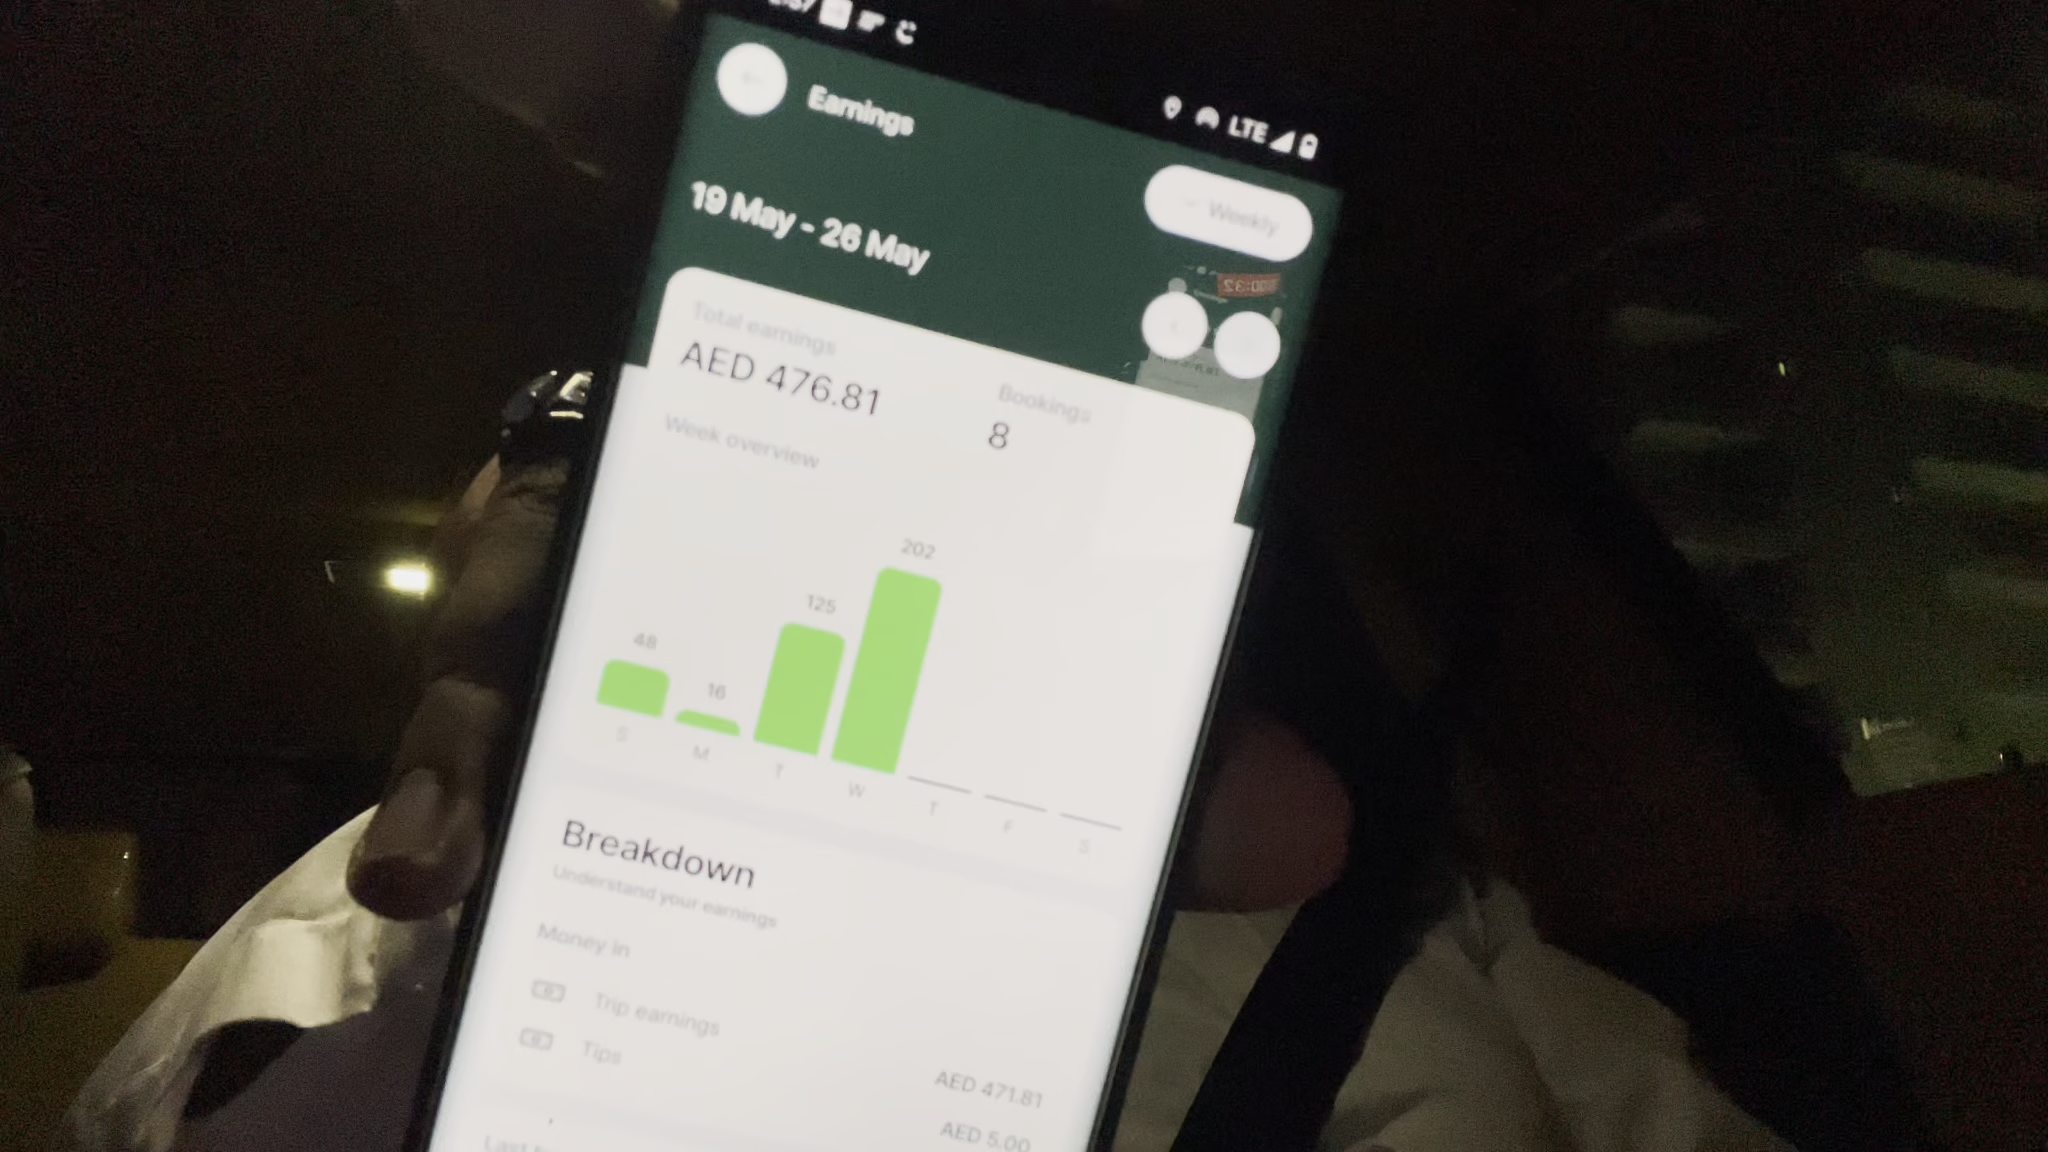 LTE
Earnings
Weekly
19 May - 26 May
Total earnings
AED 476.81
Bookings
8
Week overview
202
125
48
16
S M T W T F S
Breakdown
Understand your earnings
Money in
Trip earnings
AED 471.81
Tips
AED 5.00